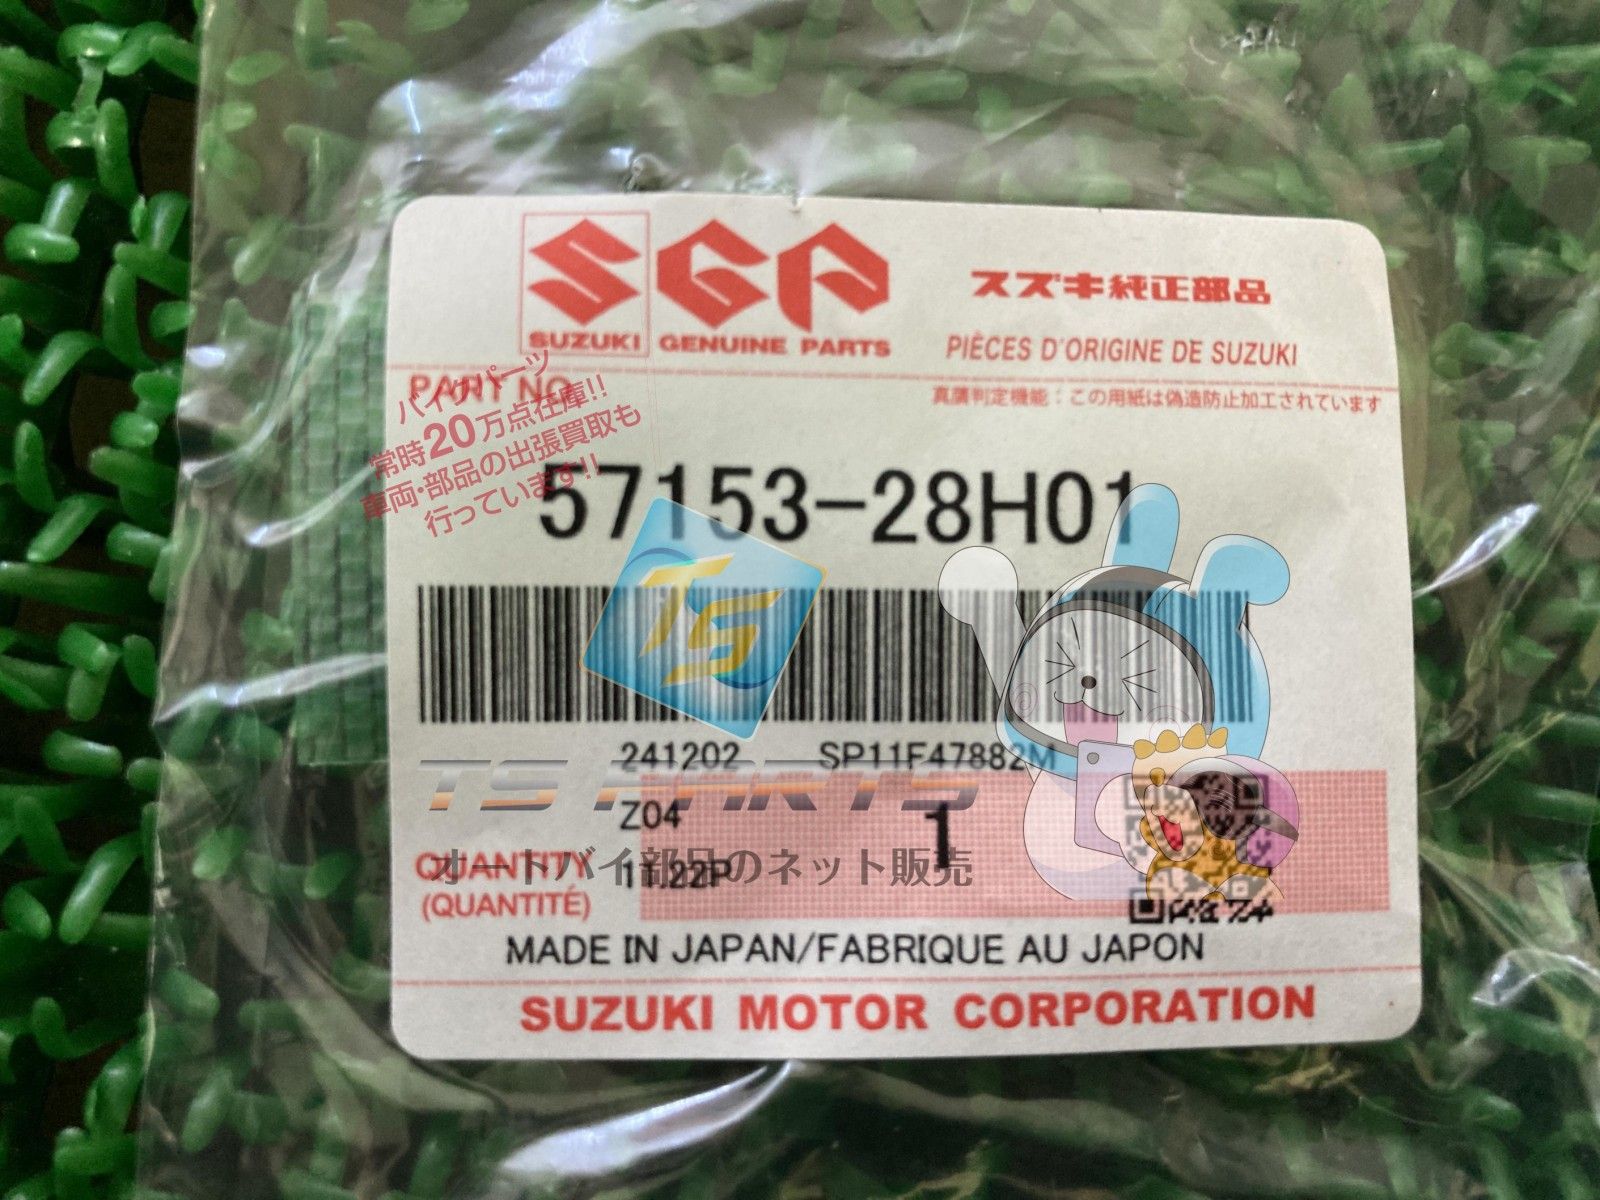 SGP
SUZUKI GENUINE PARTS
スズキ純正部品
PIÈCES D'ORIGINE DE SUZUKI
PART NO.
真贋判定機能：この用紙は偽造防止加工されています
バイクパーツ
常時20万点在庫!!
車両・部品の出張買取も
行っています!!
57153-28H01
TS
241202 SP11F47882M
TS PARTS
Z04
1
オートバイ部品のネット販売
QUANTITY 11.22P
(QUANTITÉ)
MADE IN JAPAN/FABRIQUE AU JAPON
SUZUKI MOTOR CORPORATION